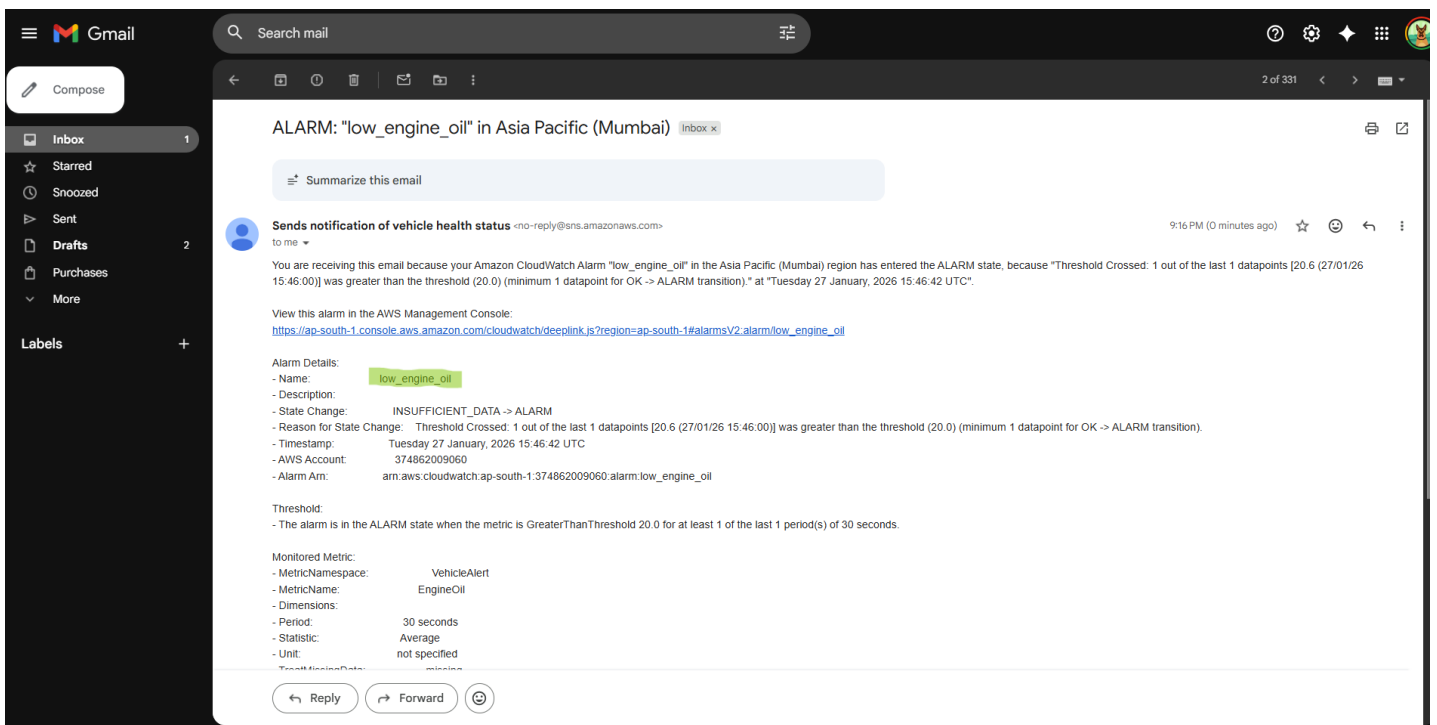 Gmail
Search mail
Compose
2 of 331
Inbox 1
Starred
Snoozed
Sent
Drafts 2
Purchases
More
Labels
ALARM: "low_engine_oil" in Asia Pacific (Mumbai) Inbox x
Summarize this email
Sends notification of vehicle health status <no-reply@sns.amazonaws.com> 9:16 PM (0 minutes ago)
to me
You are receiving this email because your Amazon CloudWatch Alarm "low_engine_oil" in the Asia Pacific (Mumbai) region has entered the ALARM state, because "Threshold Crossed: 1 out of the last 1 datapoints [20.6 (27/01/26
15:46:00)] was greater than the threshold (20.0) (minimum 1 datapoint for OK -> ALARM transition)." at "Tuesday 27 January, 2026 15:46:42 UTC".
View this alarm in the AWS Management Console:
https://ap-south-1.console.aws.amazon.com/cloudwatch/deeplink.js?region=ap-south-1#alarmsV2:alarm/low_engine_oil
Alarm Details:
- Name: low_engine_oil
- Description:
- State Change: INSUFFICIENT_DATA -> ALARM
- Reason for State Change: Threshold Crossed: 1 out of the last 1 datapoints [20.6 (27/01/26 15:46:00)] was greater than the threshold (20.0) (minimum 1 datapoint for OK -> ALARM transition).
- Timestamp: Tuesday 27 January, 2026 15:46:42 UTC
- AWS Account: 374862009060
- Alarm Arn: arn:aws:cloudwatch:ap-south-1:374862009060:alarm:low_engine_oil
Threshold:
- The alarm is in the ALARM state when the metric is GreaterThanThreshold 20.0 for at least 1 of the last 1 period(s) of 30 seconds.
Monitored Metric:
- MetricNamespace: VehicleAlert
- MetricName: EngineOil
- Dimensions:
- Period: 30 seconds
- Statistic: Average
- Unit: not specified
- TreatMissingData: missing
Reply
Forward